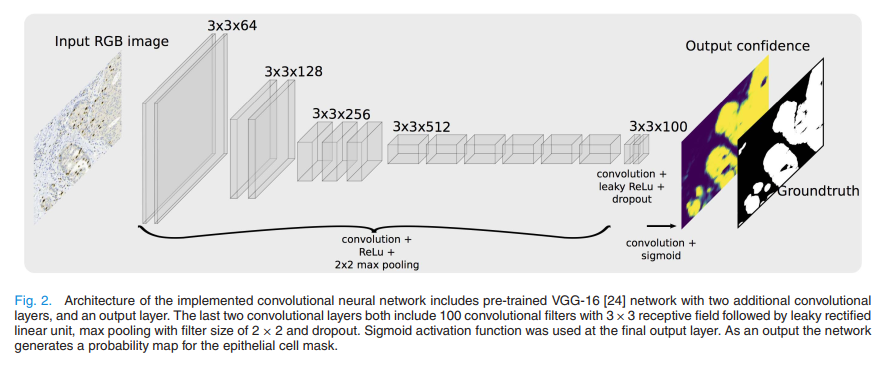 Input RGB image
3x3x64
3x3x128
3x3x256
3x3x512
3x3x100
Output confidence
Groundtruth
convolution +
leaky ReLu +
dropout
convolution +
ReLu +
2x2 max pooling
convolution +
sigmoid
Fig. 2. Architecture of the implemented convolutional neural network includes pre-trained VGG-16 [24] network with two additional convolutional
layers, and an output layer. The last two convolutional layers both include 100 convolutional filters with 3 × 3 receptive field followed by leaky rectified
linear unit, max pooling with filter size of 2 × 2 and dropout. Sigmoid activation function was used at the final output layer. As an output the network
generates a probability map for the epithelial cell mask.